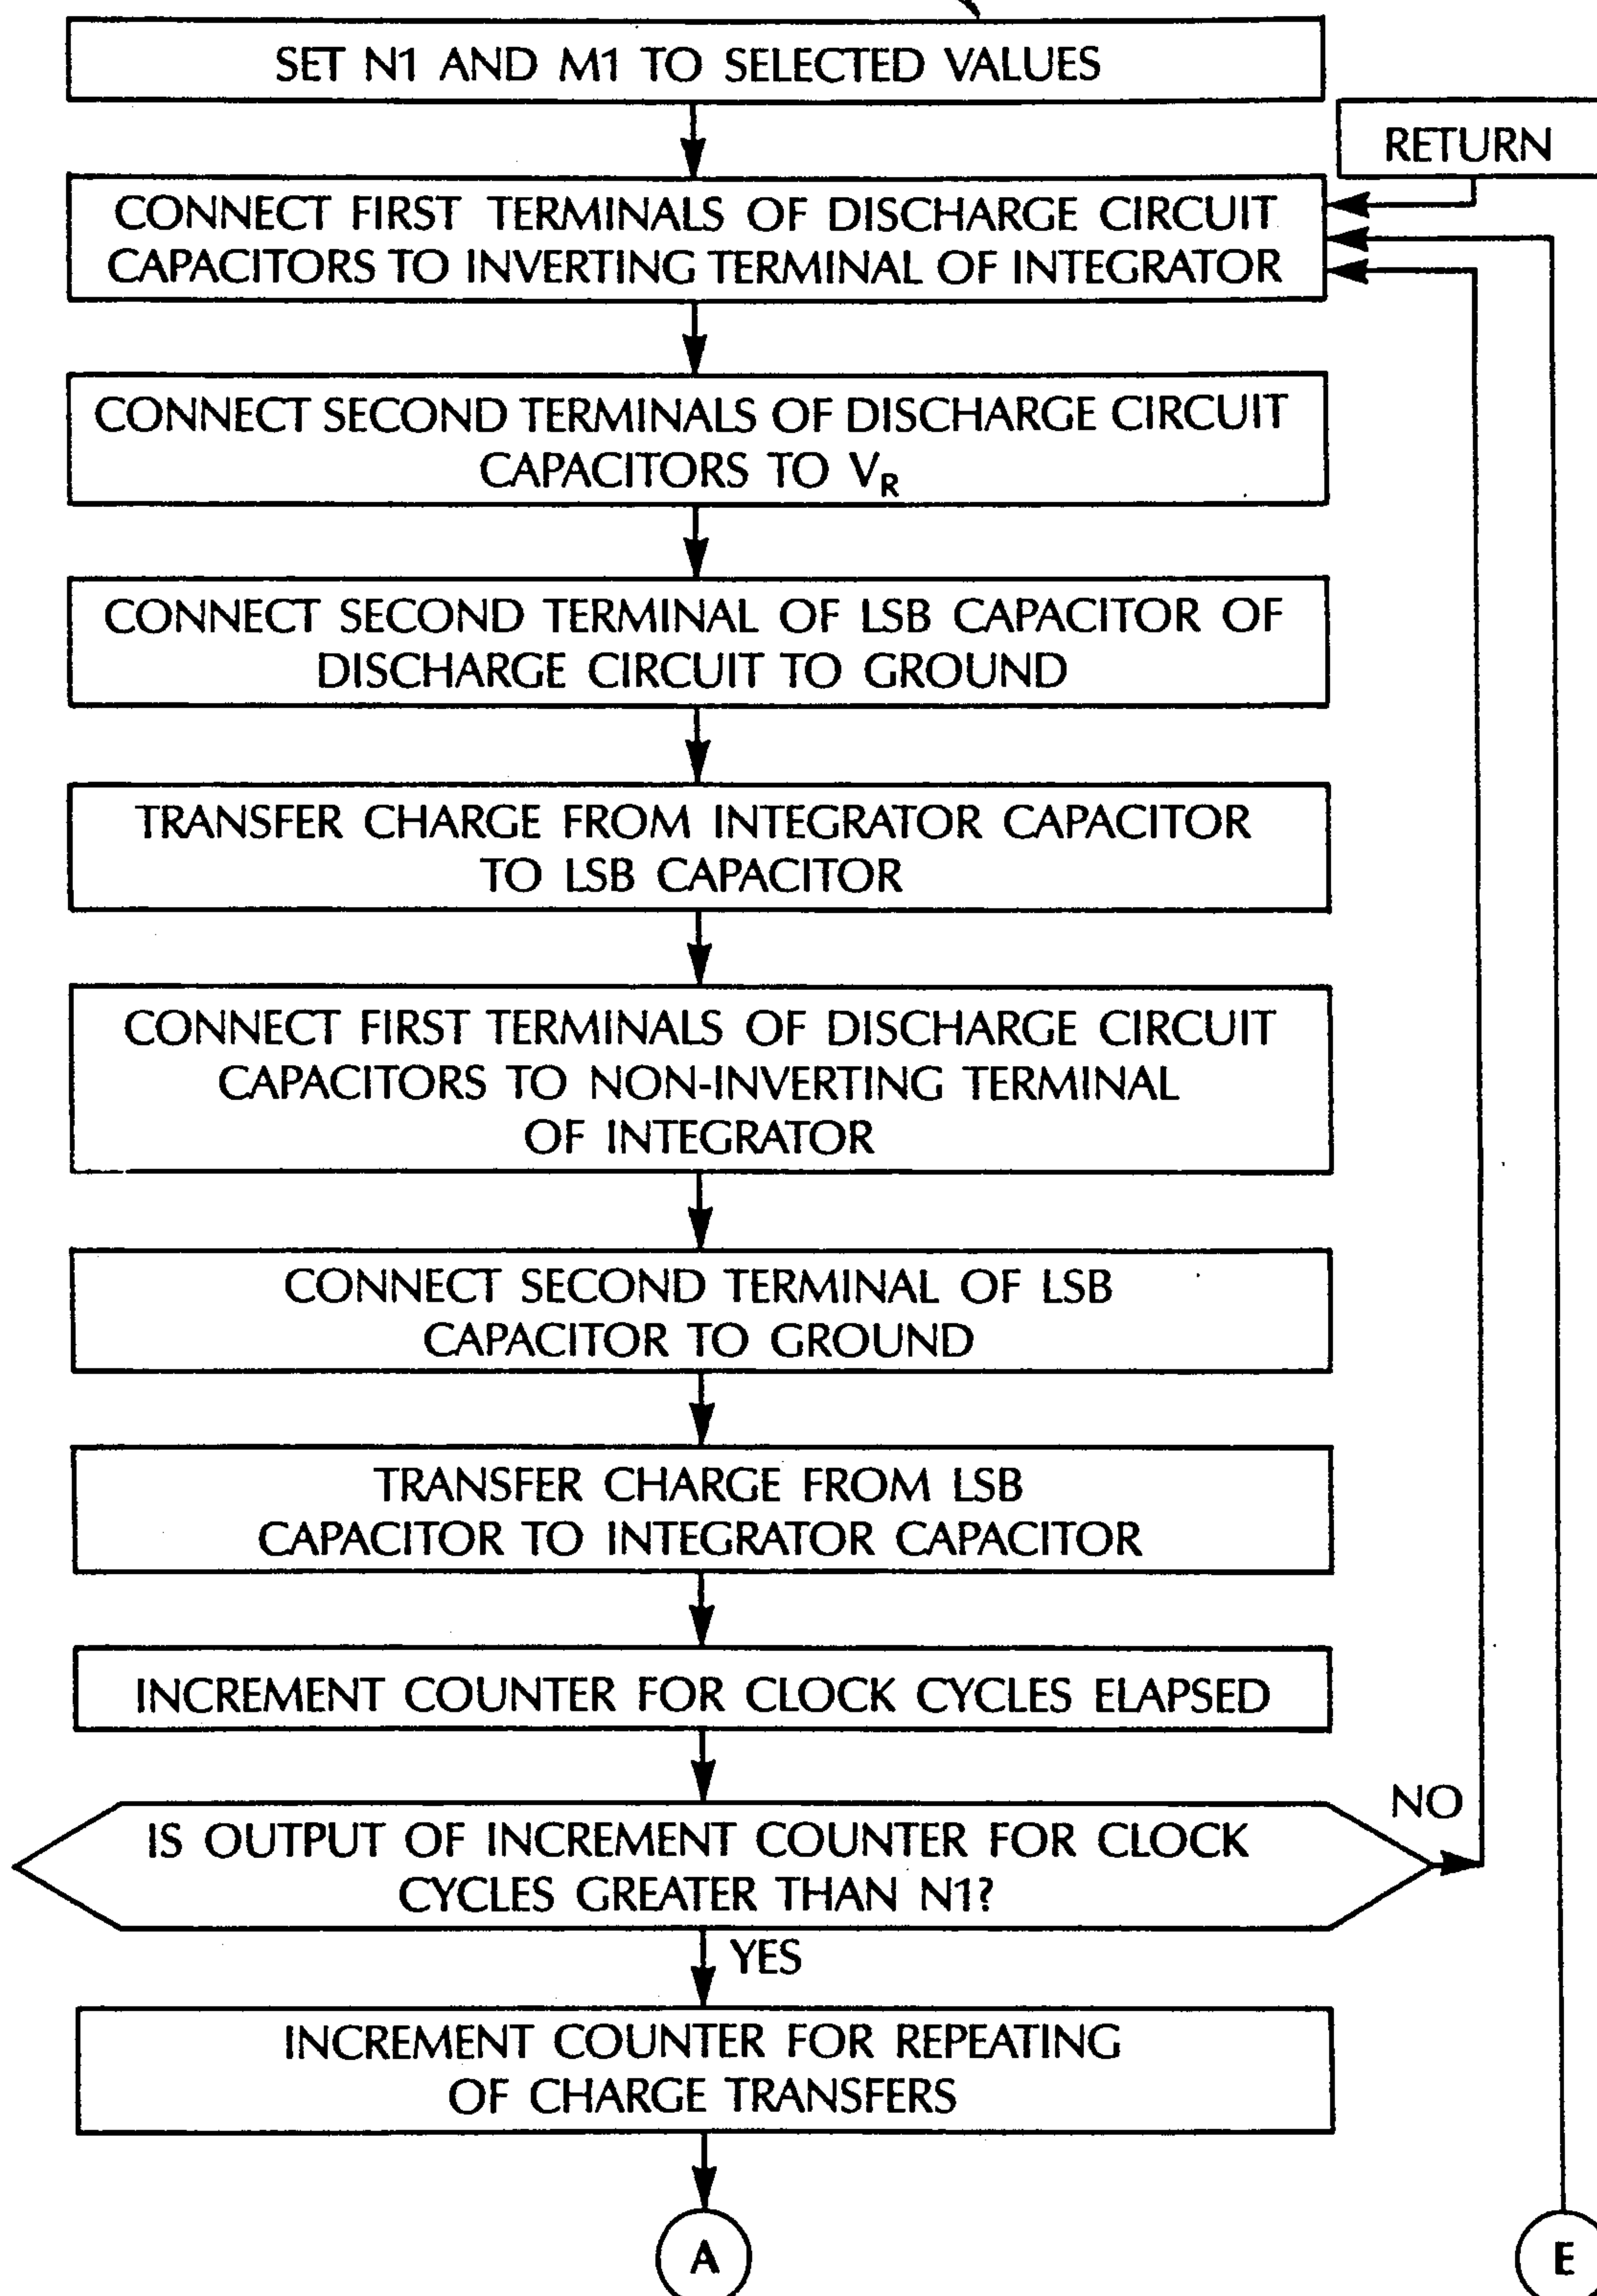 SET N1 AND M1 TO SELECTED VALUES
RETURN
CONNECT FIRST TERMINALS OF DISCHARGE CIRCUIT
CAPACITORS TO INVERTING TERMINAL OF INTEGRATOR
CONNECT SECOND TERMINALS OF DISCHARGE CIRCUIT
CAPACITORS TO VR
CONNECT SECOND TERMINAL OF LSB CAPACITOR OF
DISCHARGE CIRCUIT TO GROUND
TRANSFER CHARGE FROM INTEGRATOR CAPACITOR
TO LSB CAPACITOR
CONNECT FIRST TERMINALS OF DISCHARGE CIRCUIT
CAPACITORS TO NON-INVERTING TERMINAL
OF INTEGRATOR
CONNECT SECOND TERMINAL OF LSB
CAPACITOR TO GROUND
TRANSFER CHARGE FROM LSB
CAPACITOR TO INTEGRATOR CAPACITOR
INCREMENT COUNTER FOR CLOCK CYCLES ELAPSED
NO
IS OUTPUT OF INCREMENT COUNTER FOR CLOCK
CYCLES GREATER THAN N1?
YES
INCREMENT COUNTER FOR REPEATING
OF CHARGE TRANSFERS
A
E